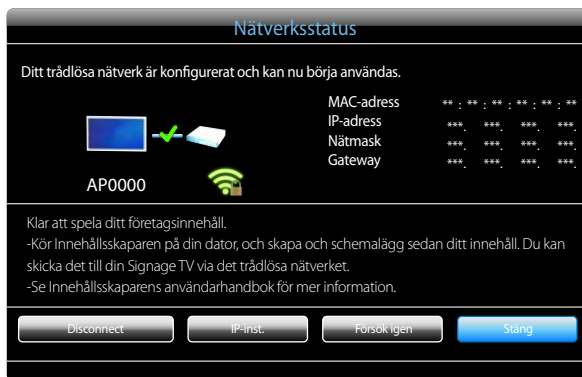 Nätverksstatus
Ditt trådlösa nätverk är konfigurerat och kan nu börja användas.
MAC-adress ** : ** : ** : ** : ** : **
IP-adress ***. ***. ***. ***
Nätmask ***. ***. ***. ***
Gateway ***. ***. ***. ***
AP0000
Klar att spela ditt företagsinnehåll.
-Kör Innehållsskaparen på din dator, och skapa och schemalägg sedan ditt innehåll. Du kan
skicka det till din Signage TV via det trådlösa nätverket.
-Se Innehållsskaparens användarhandbok för mer information.
Disconnect IP-inst. Försök igen Stäng